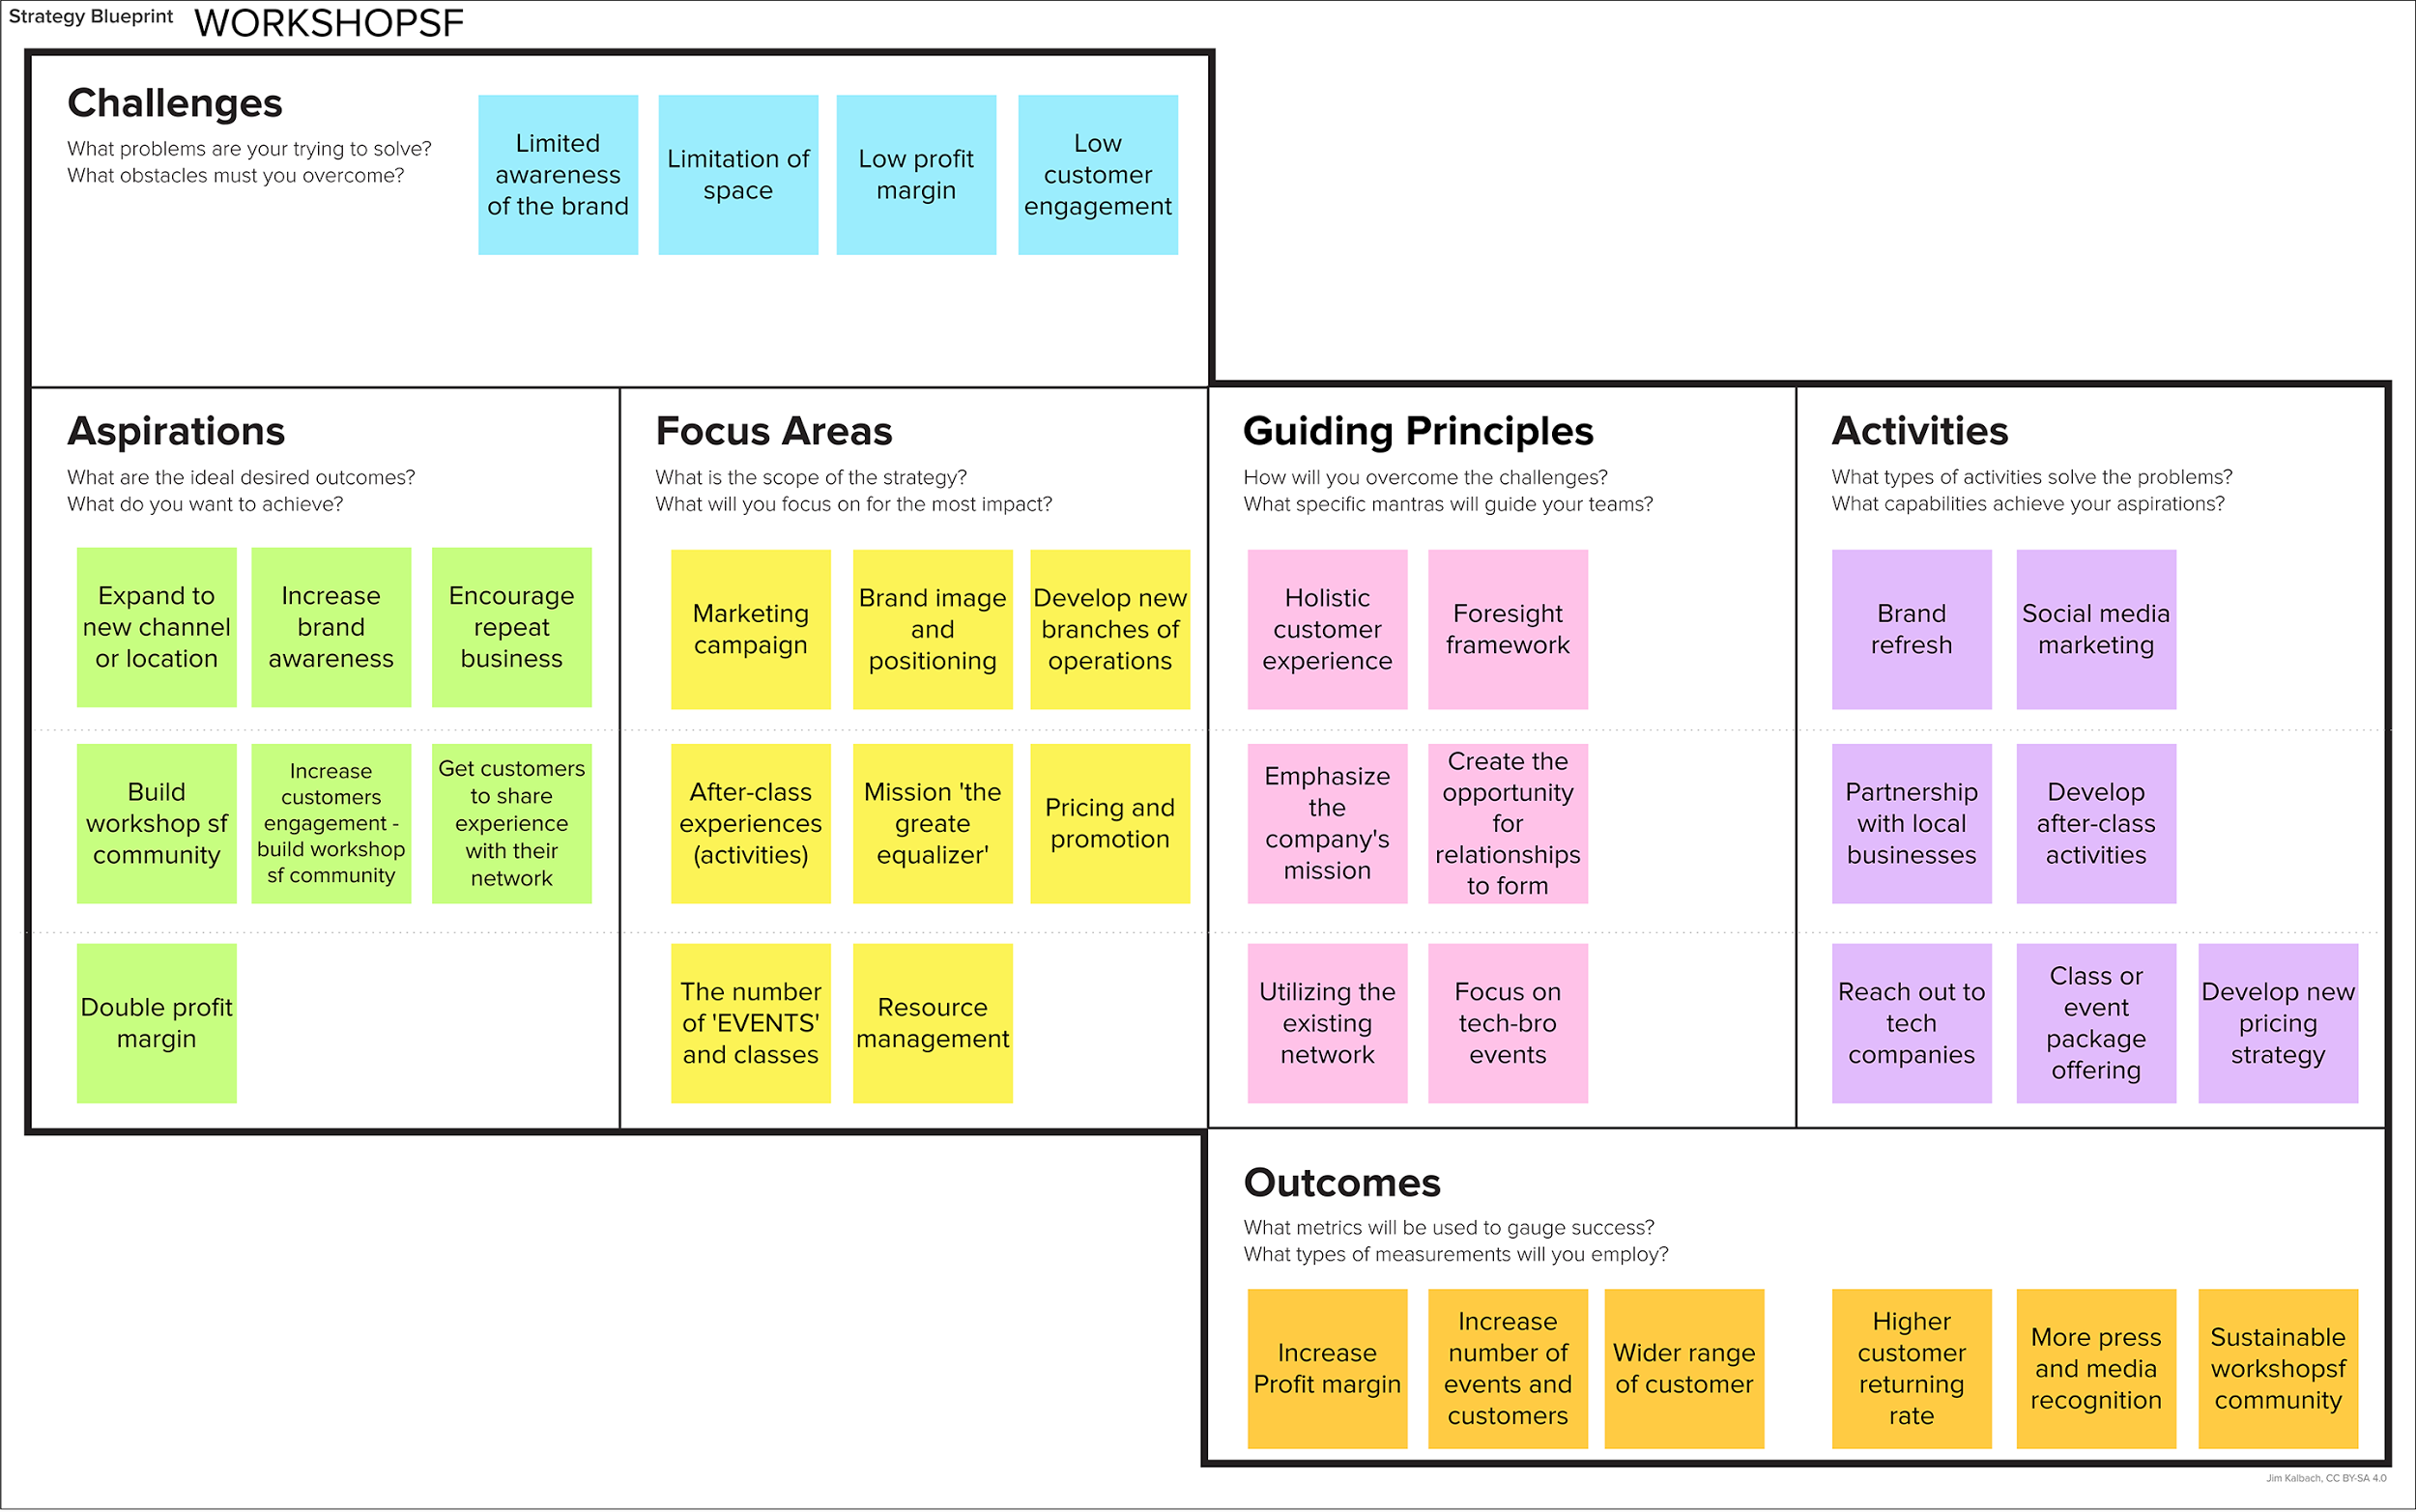 Strategy Blueprint WORKSHOPSF
Challenges
What problems are your trying to solve?
What obstacles must you overcome?
Limited
awareness
of the brand
Limitation of
space
Low profit
margin
Low
customer
engagement
Aspirations
What are the ideal desired outcomes?
What do you want to achieve?
Expand to
new channel
or location
Increase
brand
awareness
Encourage
repeat
business
Build
workshop sf
community
Increase
customers
engagement -
build workshop
sf community
Get customers
to share
experience
with their
network
Double profit
margin
Focus Areas
What is the scope of the strategy?
What will you focus on for the most impact?
Marketing
campaign
Brand image
and
positioning
Develop new
branches of
operations
After-class
experiences
(activities)
Mission 'the
greate
equalizer'
Pricing and
promotion
The number
of 'EVENTS'
and classes
Resource
management
Guiding Principles
How will you overcome the challenges?
What specific mantras will guide your teams?
Holistic
customer
experience
Foresight
framework
Emphasize
the
company's
mission
Create the
opportunity
for
relationships
to form
Utilizing the
existing
network
Focus on
tech-bro
events
Activities
What types of activities solve the problems?
What capabilities achieve your aspirations?
Brand
refresh
Social media
marketing
Partnership
with local
businesses
Develop
after-class
activities
Reach out to
tech
companies
Class or
event
package
offering
Develop new
pricing
strategy
Outcomes
What metrics will be used to gauge success?
What types of measurements will you employ?
Increase
Profit margin
Increase
number of
events and
customers
Wider range
of customer
Higher
customer
returning
rate
More press
and media
recognition
Sustainable
workshopsf
community
Jim Kalbach, CC BY-SA 4.0